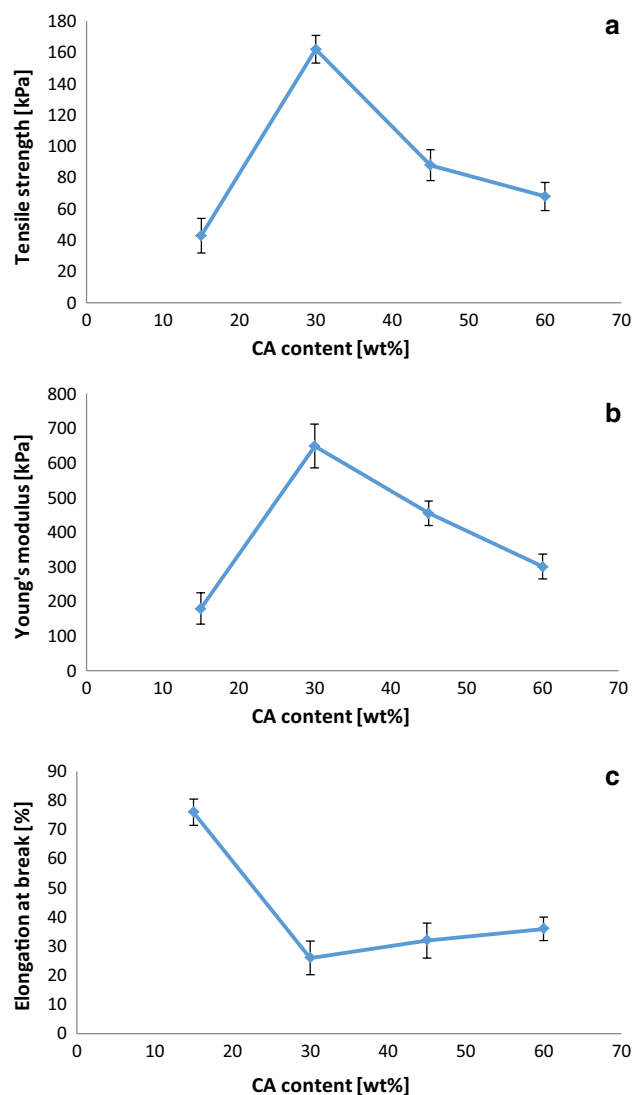 a
Tensile strength [kPa]
180
160
140
120
100
80
60
40
20
0
0 10 20 30 40 50 60 70
CA content [wt%]
b
Young's modulus [kPa]
800
700
600
500
400
300
200
100
0
0 10 20 30 40 50 60 70
CA content [wt%]
c
Elongation at break [%]
90
80
70
60
50
40
30
20
10
0
0 10 20 30 40 50 60 70
CA content [wt%]